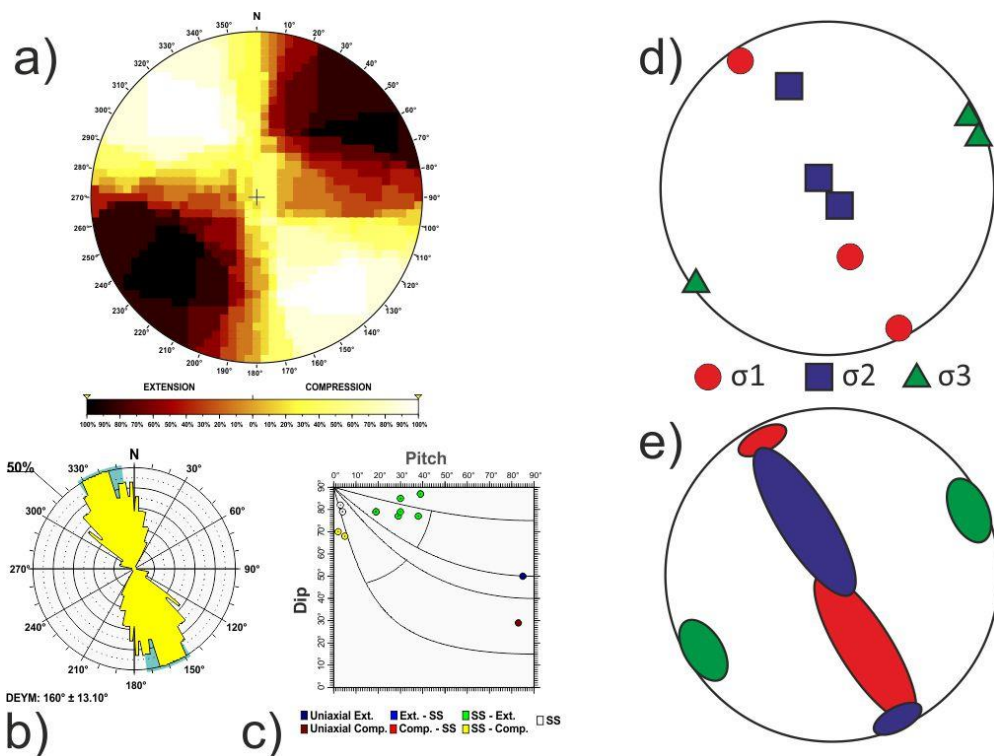 a)
N
350° 10°
340° 20°
330° 30°
320° 40°
310° 50°
300° 60°
290° 70°
280° 80°
270° 90°
260° 100°
250° 110°
240° 120°
230° 130°
220° 140°
210° 150°
200° 160°
190° 180° 170°
EXTENSION COMPRESSION
100% 90% 80% 70% 60% 50% 40% 30% 20% 10% 0% 10% 20% 30% 40% 50% 60% 70% 80% 90% 100%
b)
50%
N
330° 30°
300° 60°
270° 90°
240° 120°
210° 150°
180°
DEYM: 160° ± 13.10°
c)
Pitch
0° 10° 20° 30° 40° 50° 60° 70° 80° 90°
Dip
90°
80°
70°
60°
50°
40°
30°
20°
10°
0°
Uniaxial Ext. Ext. - SS SS - Ext. SS
Uniaxial Comp. Comp. - SS SS - Comp.
d)
σ1 σ2 σ3
e)